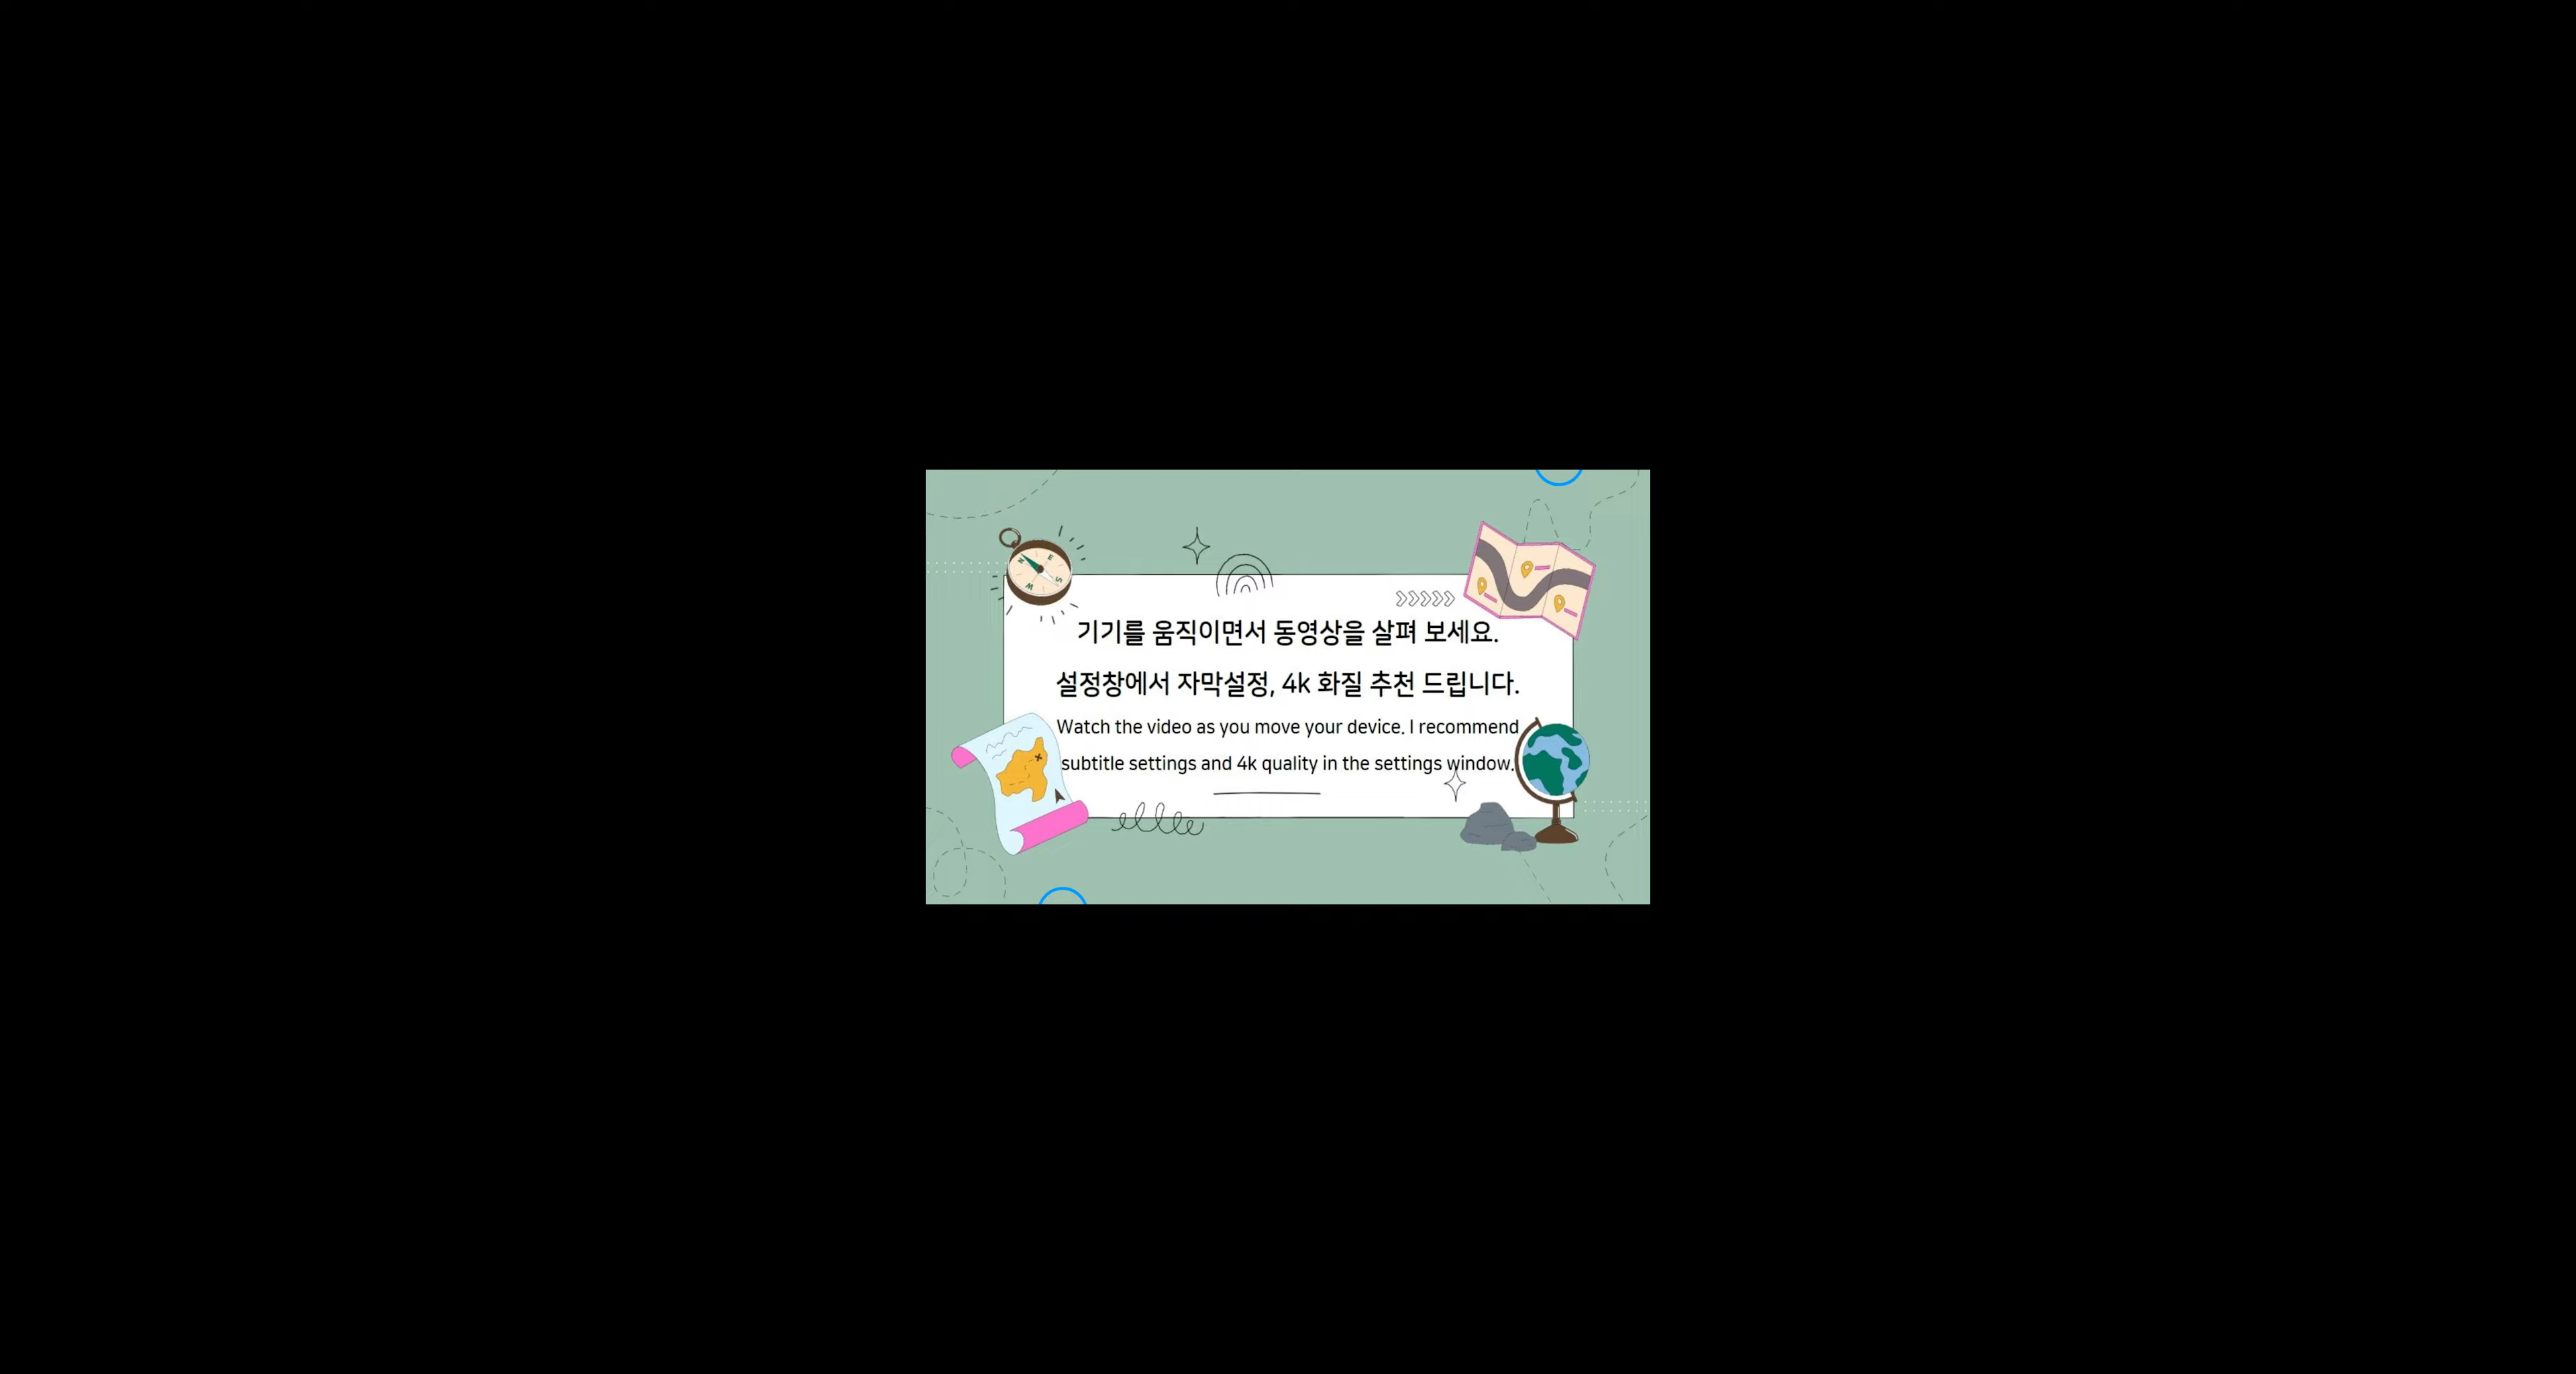 기기를 움직이면서 동영상을 살펴 보세요.
설정창에서 자막설정, 4k 화질 추천 드립니다.
Watch the video as you move your device. I recommend
subtitle settings and 4k quality in the settings window.
N
E
W
S